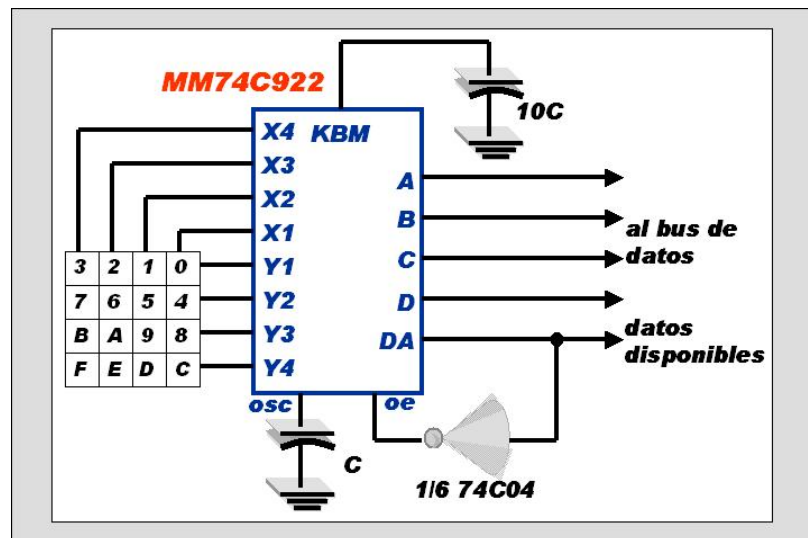 MM74C922
10C
X4 KBM
X3
X2
X1
Y1
Y2
Y3
Y4
A
B
C
D
DA
al bus de
datos
datos
disponibles
3 2 1 0
7 6 5 4
B A 9 8
F E D C
osc
oe
C
1/6 74C04